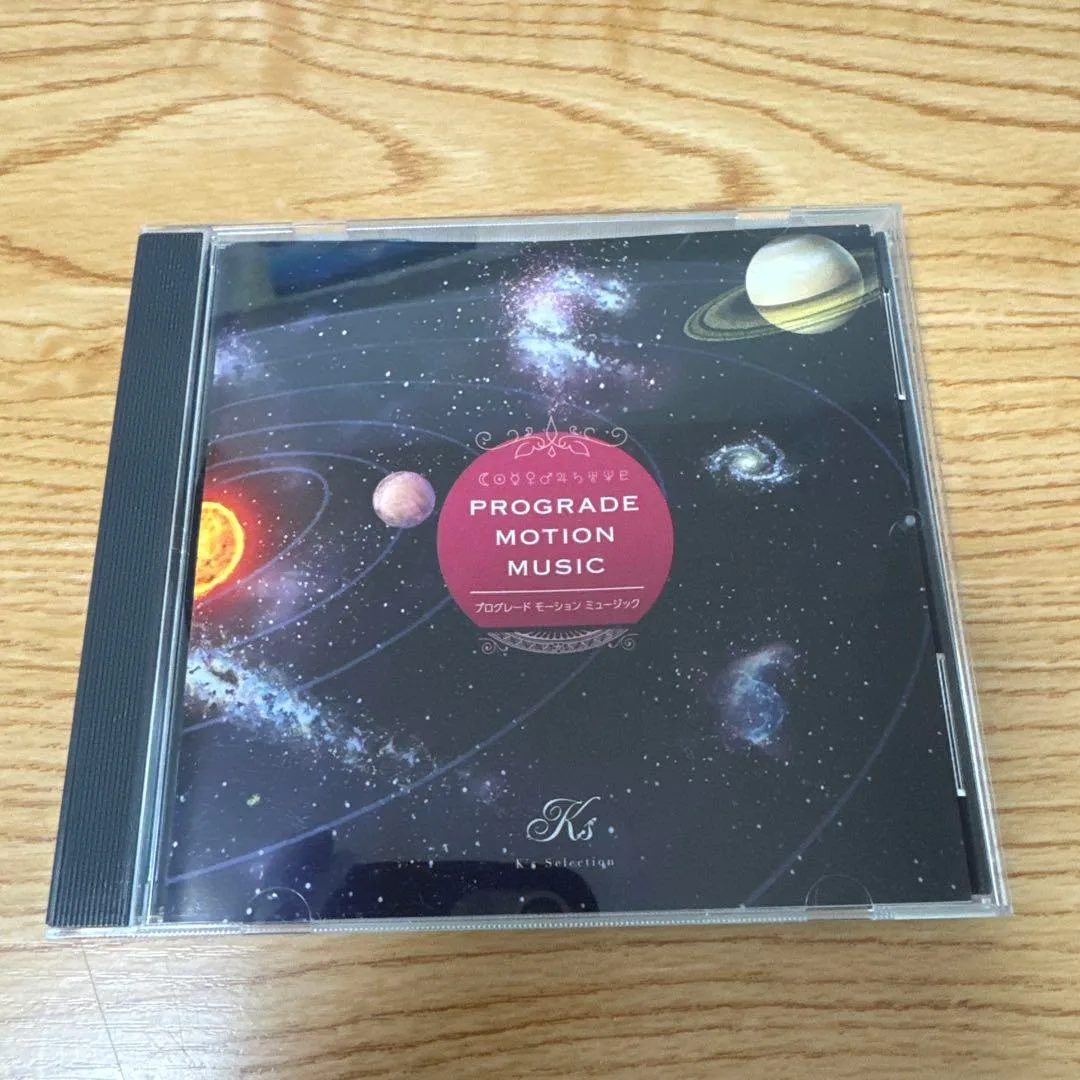 ☾☉☿♀♂♃♄♅♆♇
PROGRADE
MOTION
MUSIC
プログレード モーション ミュージック
Ks
K's Selection